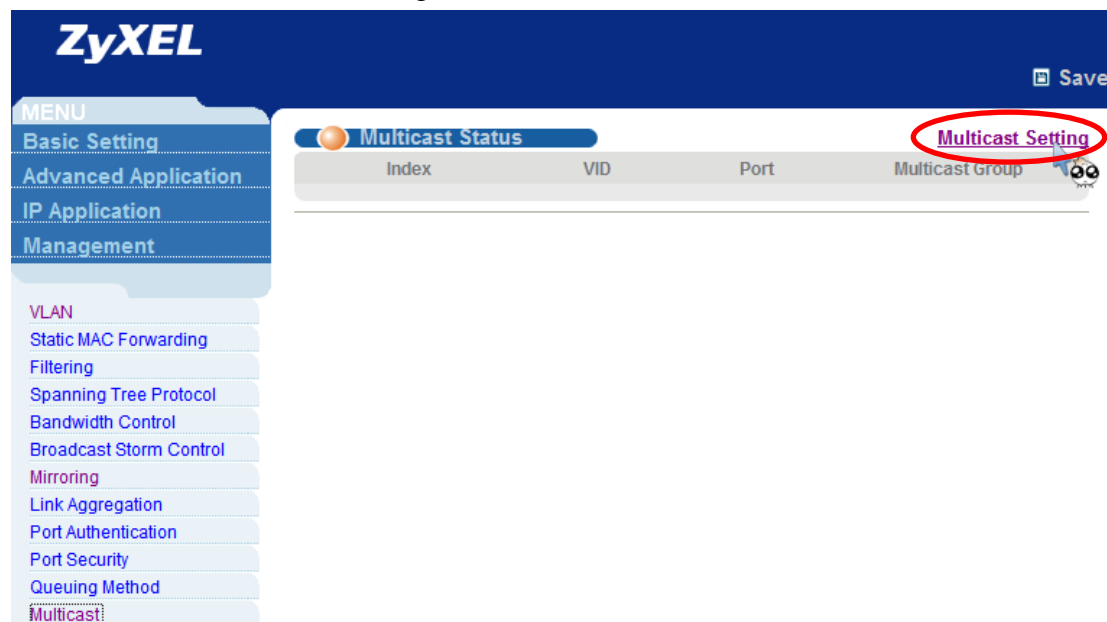 ZyXEL
Save
MENU
Basic Setting
Advanced Application
IP Application
Management
VLAN
Static MAC Forwarding
Filtering
Spanning Tree Protocol
Bandwidth Control
Broadcast Storm Control
Mirroring
Link Aggregation
Port Authentication
Port Security
Queuing Method
Multicast
Multicast Status
Multicast Setting
Index VID Port Multicast Group